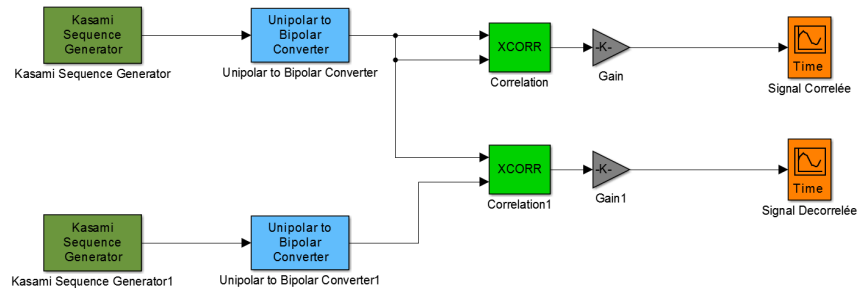 Kasami
Sequence
Generator
Kasami Sequence Generator
Unipolar to
Bipolar
Converter
Unipolar to Bipolar Converter
XCORR
Correlation
-K-
Gain
Time
Signal Correlée
XCORR
Correlation1
-K-
Gain1
Time
Signal Decorrelée
Kasami
Sequence
Generator
Kasami Sequence Generator1
Unipolar to
Bipolar
Converter
Unipolar to Bipolar Converter1